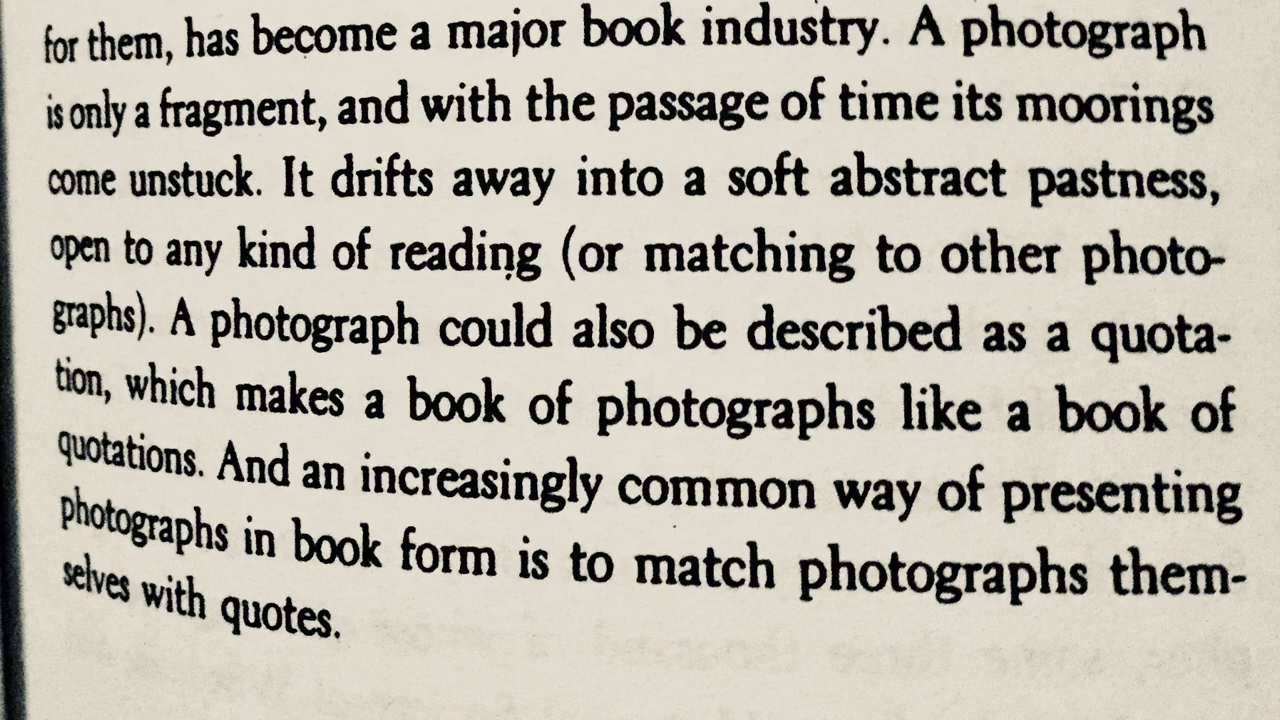 for them, has become a major book industry. A photograph
is only a fragment, and with the passage of time its moorings
come unstuck. It drifts away into a soft abstract pastness,
open to any kind of reading (or matching to other photo-
graphs). A photograph could also be described as a quota-
tion, which makes a book of photographs like a book of
quotations. And an increasingly common way of presenting
photographs in book form is to match photographs them-
selves with quotes.